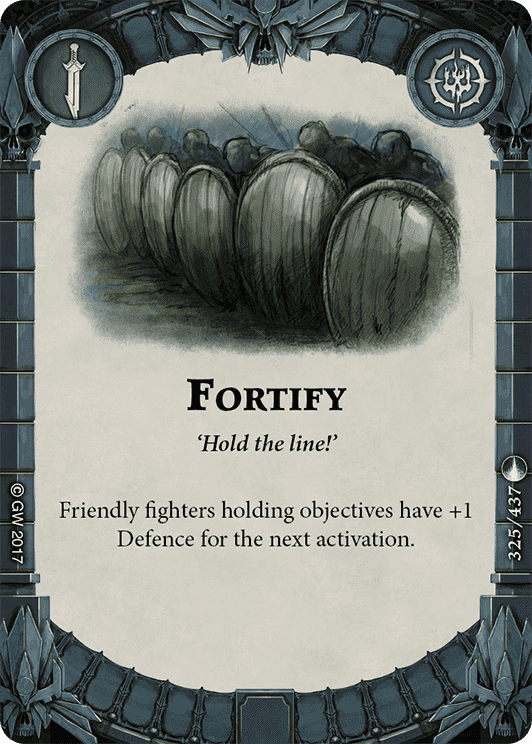 Fortify
‘Hold the line!’
Friendly fighters holding objectives have +1
Defence for the next activation.
© GW 2017
325/437